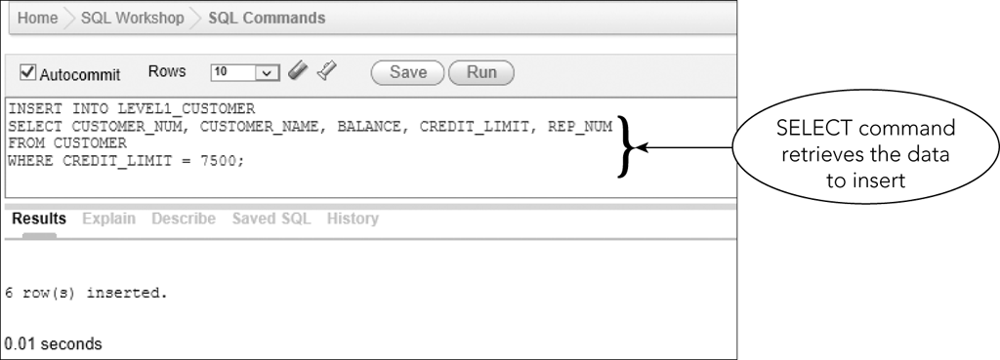 Home SQL Workshop SQL Commands
Autocommit Rows 10 Save Run
INSERT INTO LEVEL1_CUSTOMER
SELECT CUSTOMER_NUM, CUSTOMER_NAME, BALANCE, CREDIT_LIMIT, REP_NUM
FROM CUSTOMER
WHERE CREDIT_LIMIT = 7500;
SELECT command
retrieves the data
to insert
Results Explain Describe Saved SQL History
6 row(s) inserted.
0.01 seconds